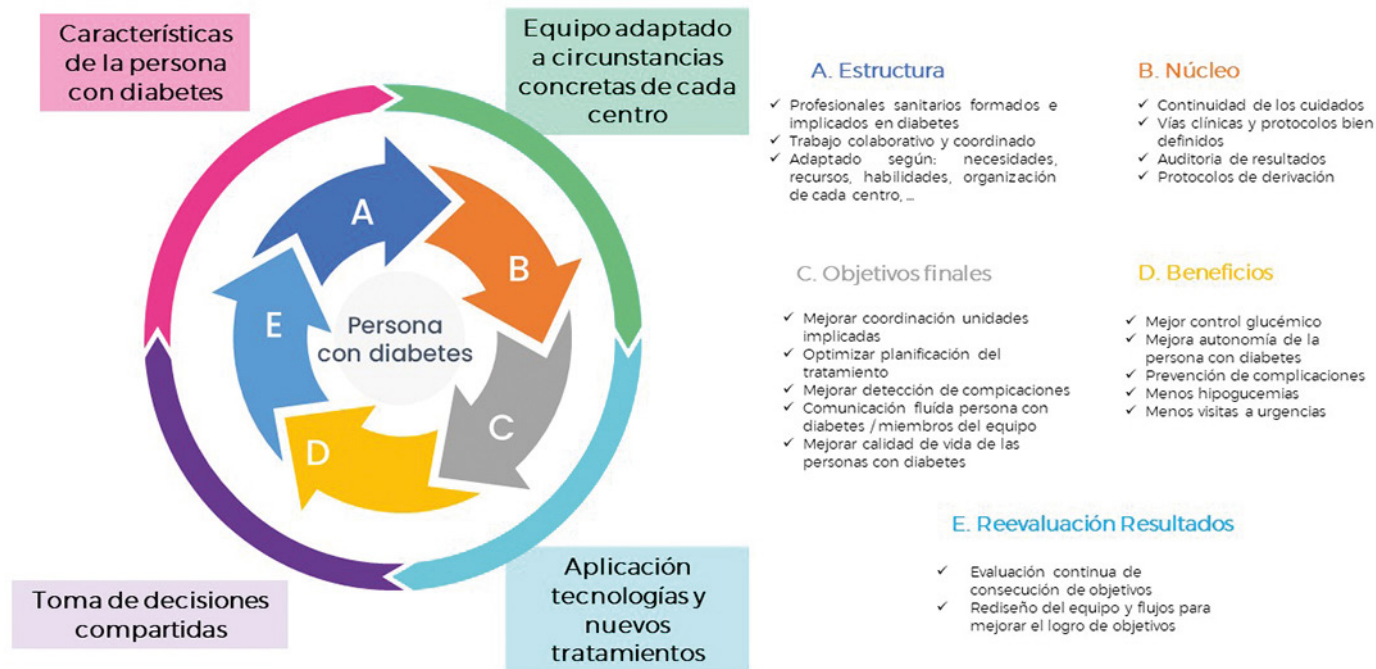 Características
de la persona
con diabetes
Equipo adaptado
a circunstancias
concretas de cada
centro
A
B
C
D
E
Persona
con diabetes
Toma de decisiones
compartidas
Aplicación
tecnologías y
nuevos
tratamientos
A. Estructura
✓ Profesionales sanitarios formados e
implicados en diabetes
✓ Trabajo colaborativo y coordinado
✓ Adaptado según: necesidades,
recursos, habilidades, organización
de cada centro, ...
B. Núcleo
✓ Continuidad de los cuidados
✓ Vías clínicas y protocolos bien
definidos
✓ Auditoria de resultados
✓ Protocolos de derivación
C. Objetivos finales
✓ Mejorar coordinación unidades
implicadas
✓ Optimizar planificación del
tratamiento
✓ Mejorar detección de compicaciones
✓ Comunicación fluída persona con
diabetes / miembros del equipo
✓ Mejorar calidad de vida de las
personas con diabetes
D. Beneficios
✓ Mejor control glucémico
✓ Mejora autonomía de la
persona con diabetes
✓ Prevención de complicaciones
✓ Menos hipogucemias
✓ Menos visitas a urgencias
E. Reevaluación Resultados
✓ Evaluación continua de
consecución de objetivos
✓ Rediseño del equipo y flujos para
mejorar el logro de objetivos